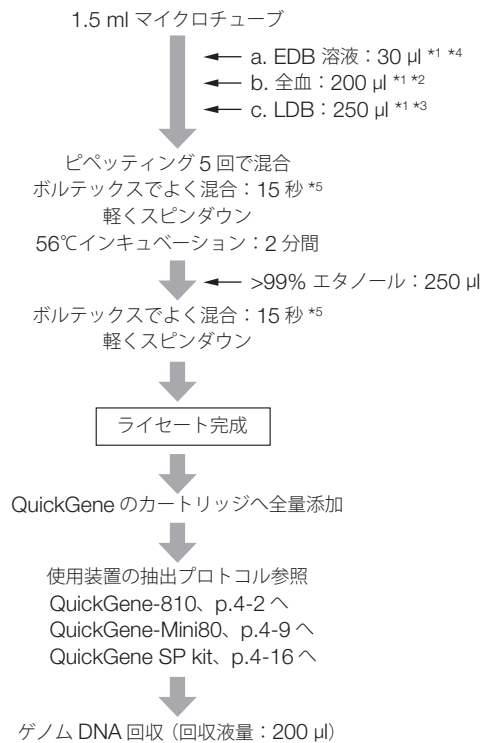 1.5 ml マイクロチューブ
a. EDB 溶液：30 μl *1 *4
b. 全血：200 μl *1 *2
c. LDB：250 μl *1 *3
ピペッティング 5 回で混合
ボルテックスでよく混合：15 秒 *5
軽くスピンダウン
56℃インキュベーション：2 分間
>99% エタノール：250 μl
ボルテックスでよく混合：15 秒 *5
軽くスピンダウン
ライセート完成
QuickGene のカートリッジへ全量添加
使用装置の抽出プロトコル参照
QuickGene-810、p.4-2 へ
QuickGene-Mini80、p.4-9 へ
QuickGene SP kit、p.4-16 へ
ゲノム DNA 回収（回収液量：200 μl）